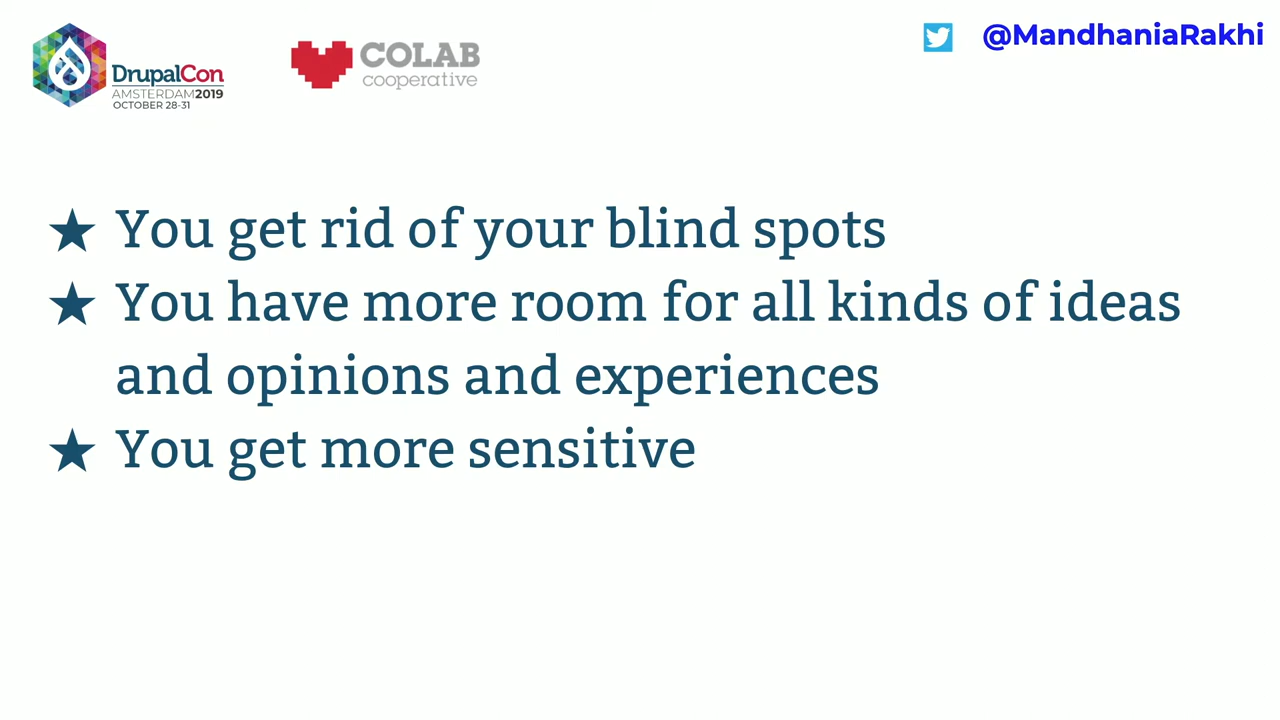 DrupalCon
AMSTERDAM2019
OCTOBER 28-31
COLAB
cooperative
@MandhaniaRakhi
★ You get rid of your blind spots
★ You have more room for all kinds of ideas
and opinions and experiences
★ You get more sensitive